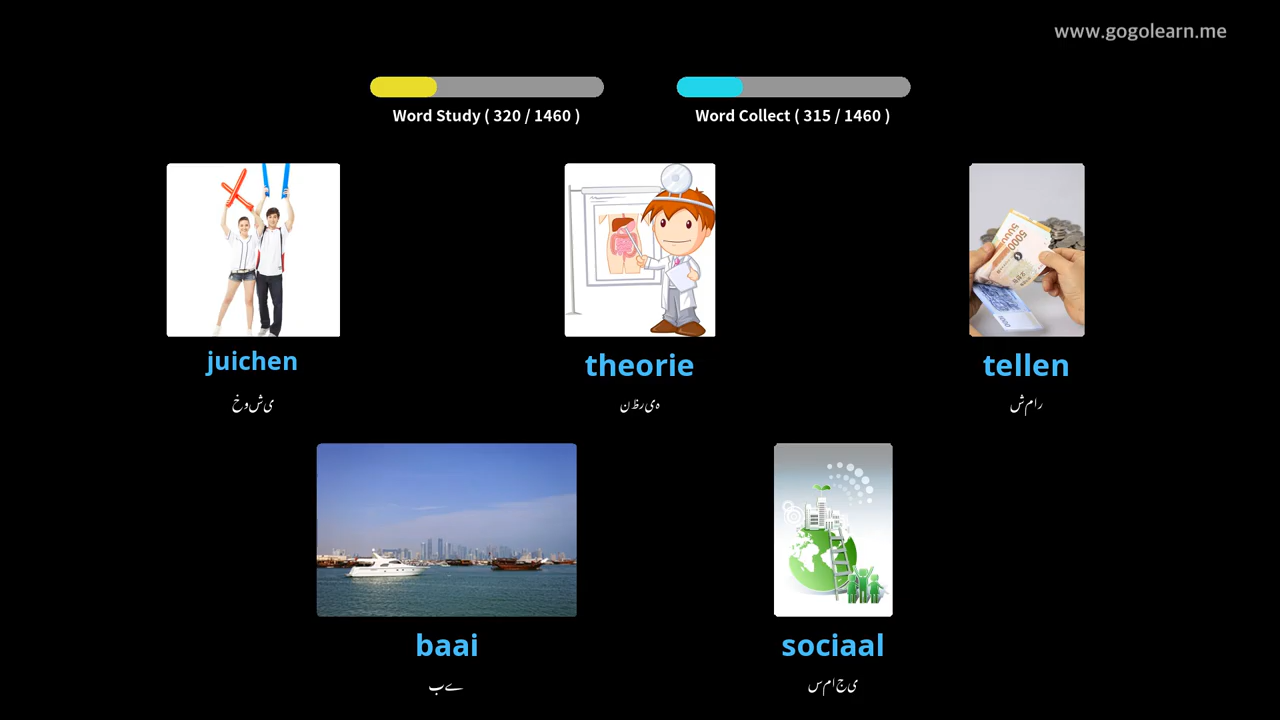 www.gogolearn.me
Word Study ( 320 / 1460 )
Word Collect ( 315 / 1460 )
juichen
theorie
tellen
خوشی
نظریہ
شمار
baai
sociaal
بے
سماجی